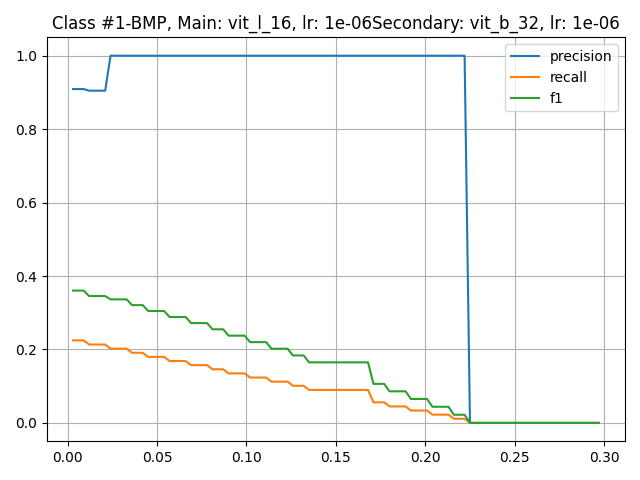 Class #1-BMP, Main: vit_l_16, lr: 1e-06Secondary: vit_b_32, lr: 1e-06
precision
recall
f1
1.0
0.8
0.6
0.4
0.2
0.0
0.00 0.05 0.10 0.15 0.20 0.25 0.30